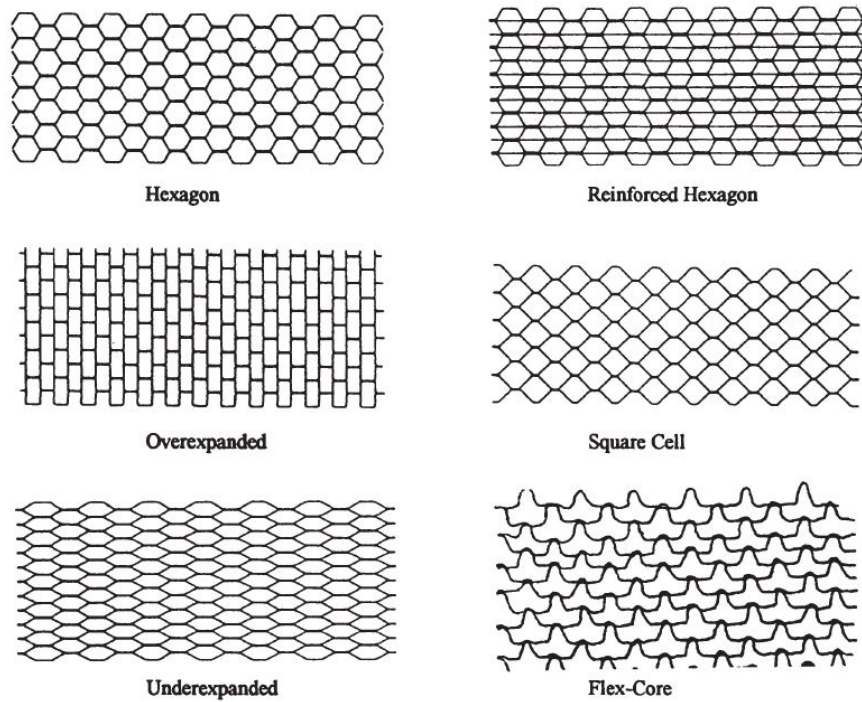 Hexagon
Reinforced Hexagon
Overexpanded
Square Cell
Underexpanded
Flex-Core